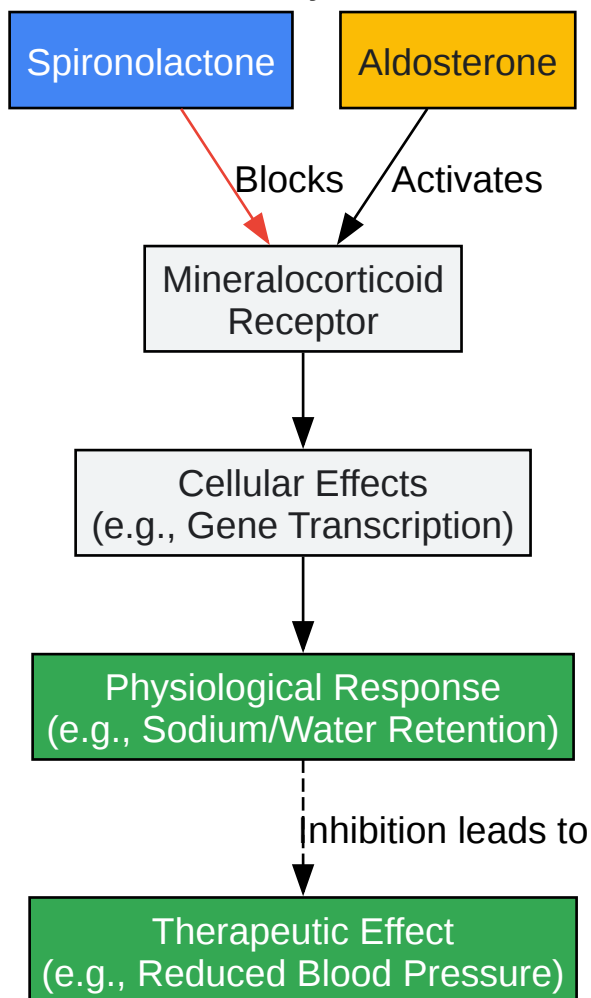 Spironolactone
Aldosterone
Blocks
Activates
Mineralocorticoid
Receptor
Cellular Effects
(e.g., Gene Transcription)
Physiological Response
(e.g., Sodium/Water Retention)
Inhibition leads to
Therapeutic Effect
(e.g., Reduced Blood Pressure)